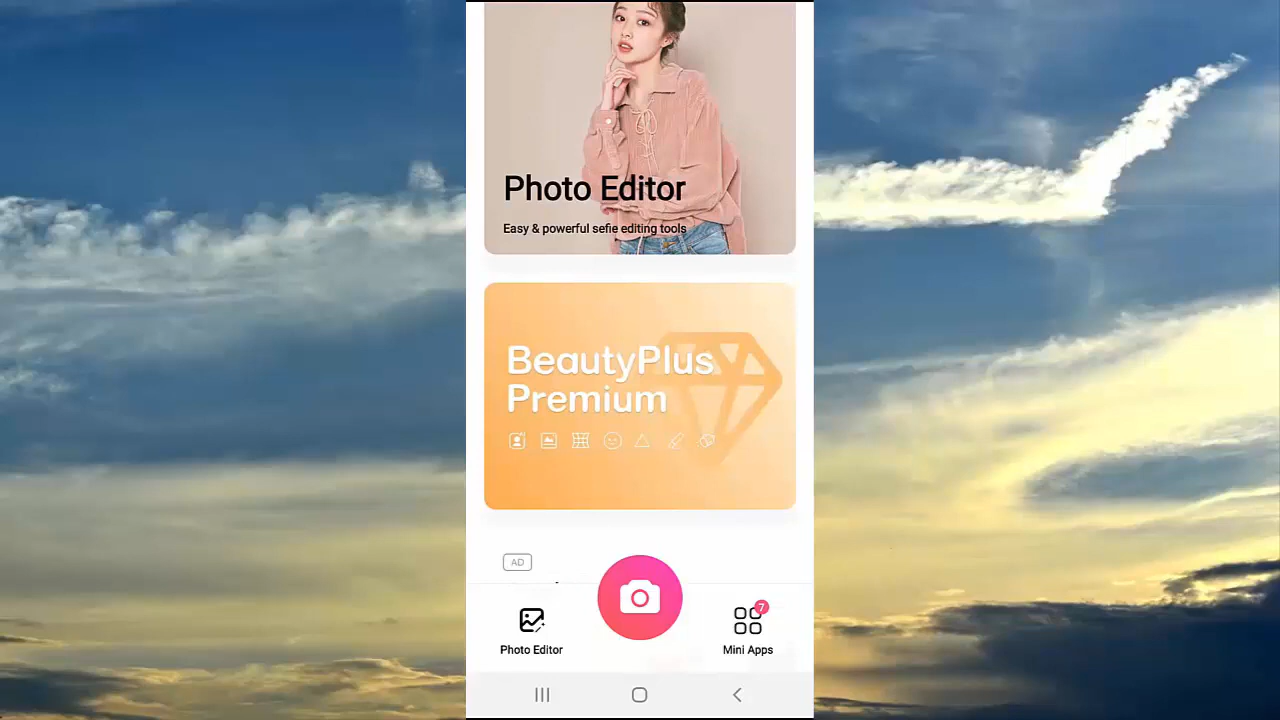 Photo Editor
Easy & powerful sefie editing tools
BeautyPlus
Premium
AD
7
Photo Editor
Mini Apps